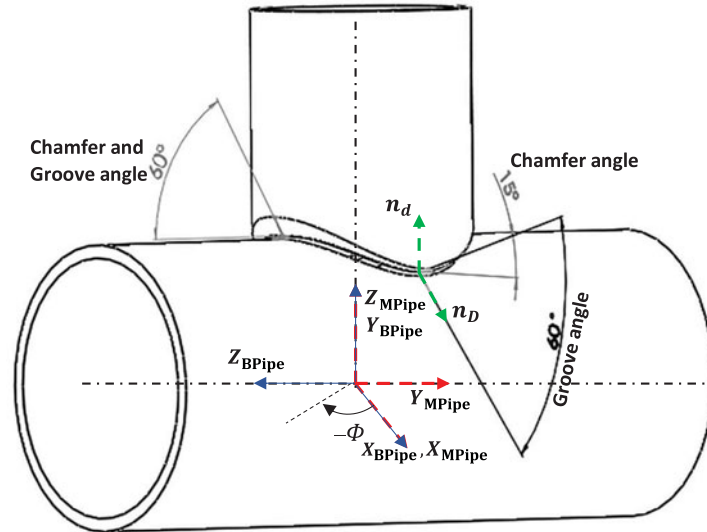 Chamfer and
Groove angle
60°
Chamfer angle
15°
n_d
n_D
Z_MPipe
Y_BPipe
Z_BPipe
Y_MPipe
−Φ
X_BPipe, X_MPipe
60°
Groove angle